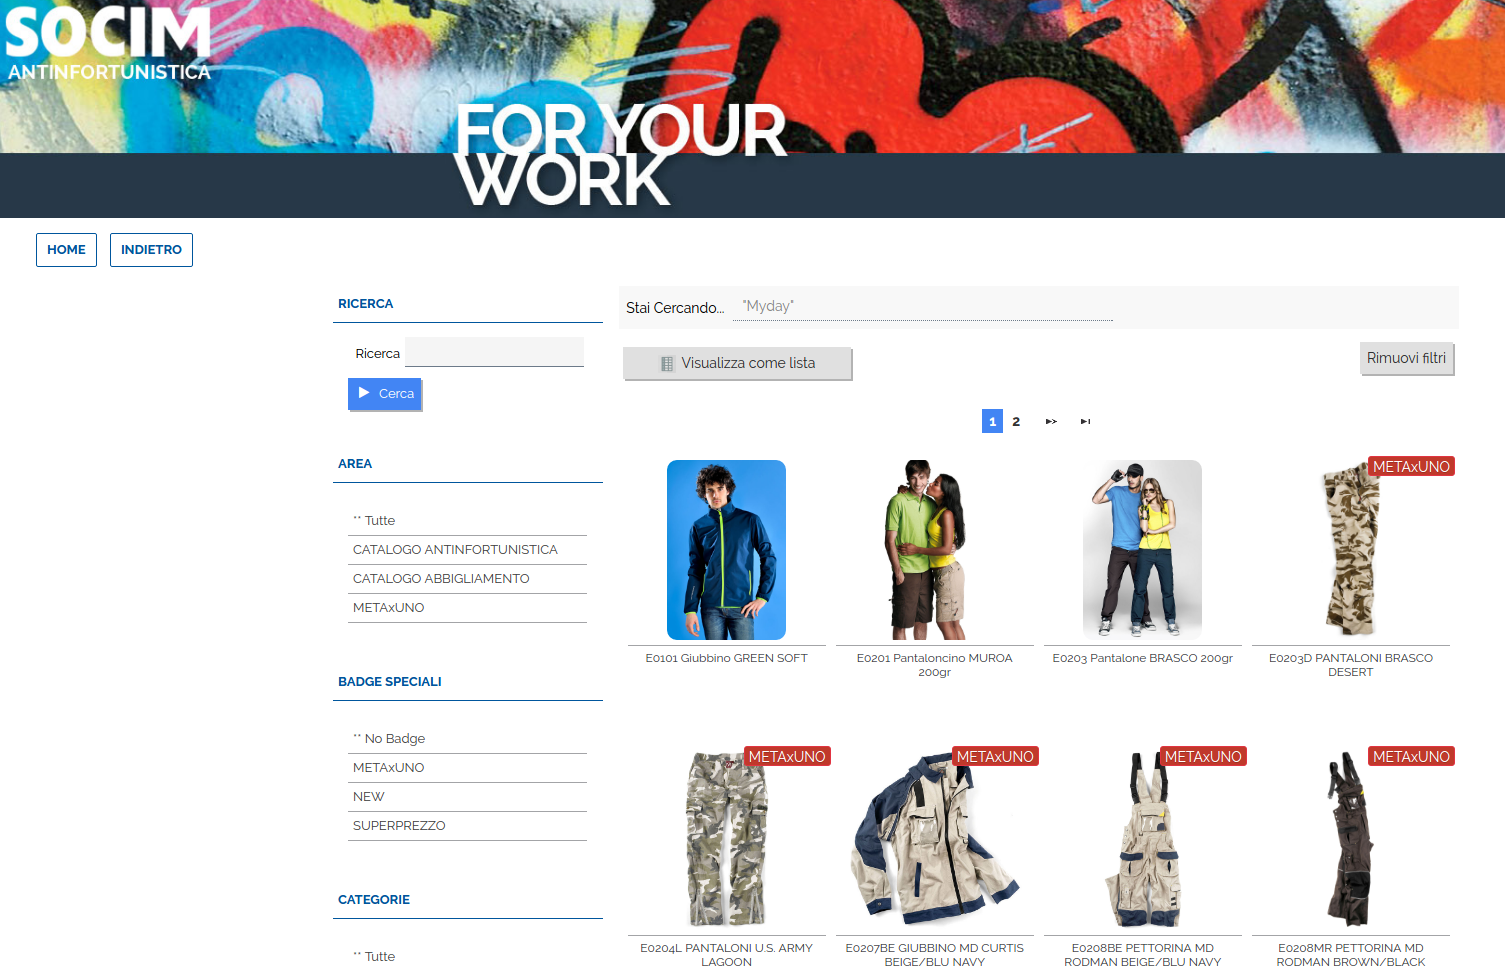 SOCIM
ANTINFORTUNISTICA
FOR YOUR
WORK
HOME
INDIETRO
RICERCA
Ricerca
Cerca
AREA
** Tutte
CATALOGO ANTINFORTUNISTICA
CATALOGO ABBIGLIAMENTO
METAxUNO
BADGE SPECIALI
** No Badge
METAxUNO
NEW
SUPERPREZZO
CATEGORIE
** Tutte
Stai Cercando... "Myday"
Visualizza come lista
Rimuovi filtri
1 2
METAxUNO
E0101 Giubbino GREEN SOFT
E0201 Pantaloncino MUROA
200gr
E0203 Pantalone BRASCO 200gr
E0203D PANTALONI BRASCO
DESERT
METAxUNO
METAxUNO
METAxUNO
METAxUNO
E0204L PANTALONI U.S. ARMY
LAGOON
E0207BE GIUBBINO MD CURTIS
BEIGE/BLU NAVY
E0208BE PETTORINA MD
RODMAN BEIGE/BLU NAVY
E0208MR PETTORINA MD
RODMAN BROWN/BLACK